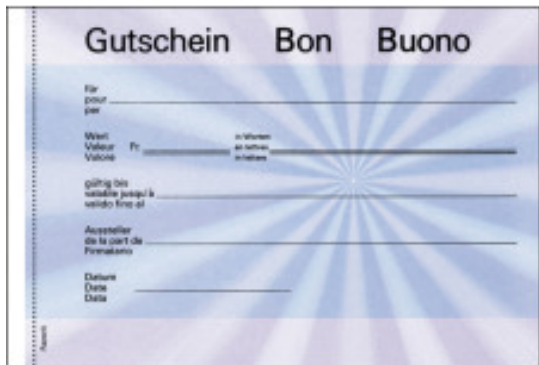 Gutschein Bon Buono
für
pour
per
Wert in Worten
Valeur Fr. en lettres
Valore in lettere
gültig bis
valable jusqu'à
valido fino al
Aussteller
de la part de
Firmatario
Datum
Date
Data